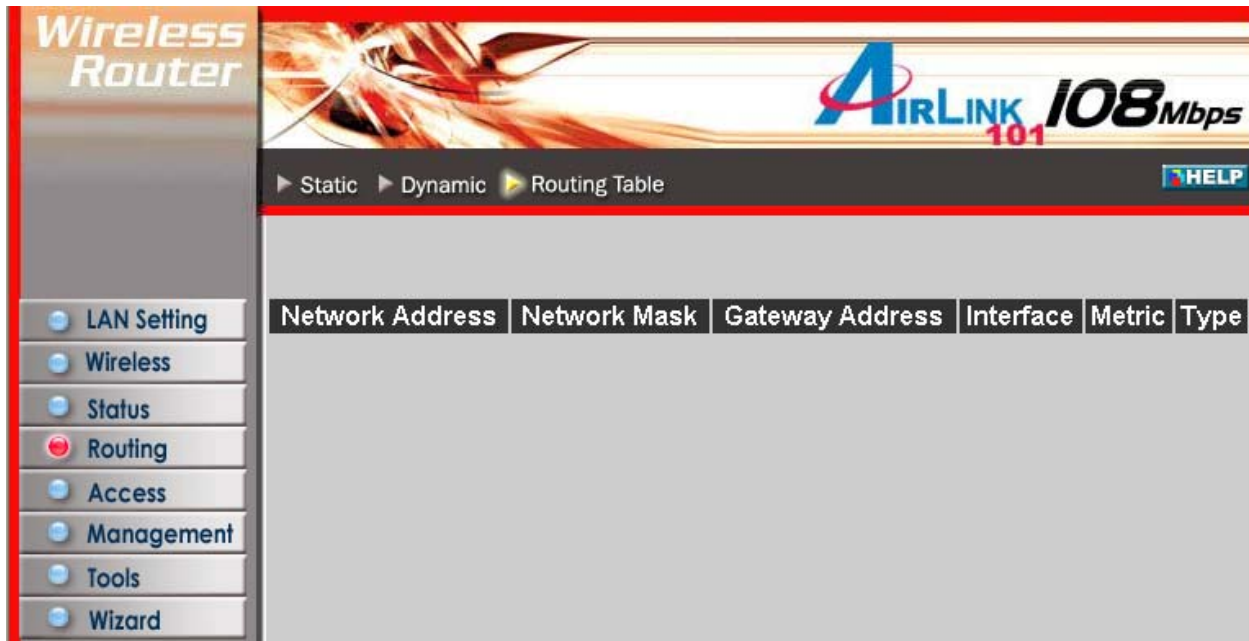 Wireless
Router
AIRLINK 101 108Mbps
Static Dynamic Routing Table HELP
LAN Setting
Wireless
Status
Routing
Access
Management
Tools
Wizard
Network Address Network Mask Gateway Address Interface Metric Type